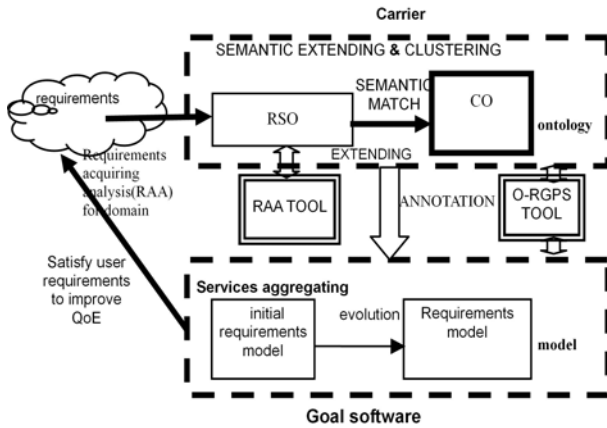 Carrier
SEMANTIC EXTENDING & CLUSTERING
requirements
SEMANTIC
MATCH
RSO
CO
ontology
EXTENDING
Requirements
acquiring
analysis(RAA)
for domain
RAA TOOL
ANNOTATION
O-RGPS
TOOL
Satisfy user
requirements
to improve
QoE
Services aggregating
initial
requirements
model
evolution
Requirements
model
model
Goal software